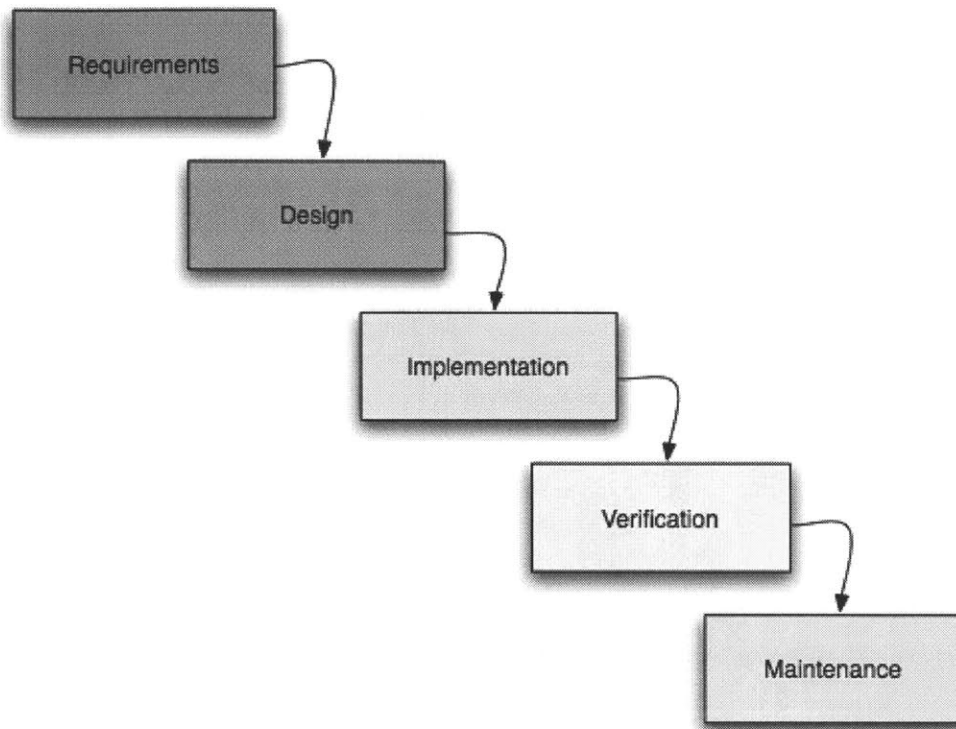 Requirements
Design
Implementation
Verification
Maintenance